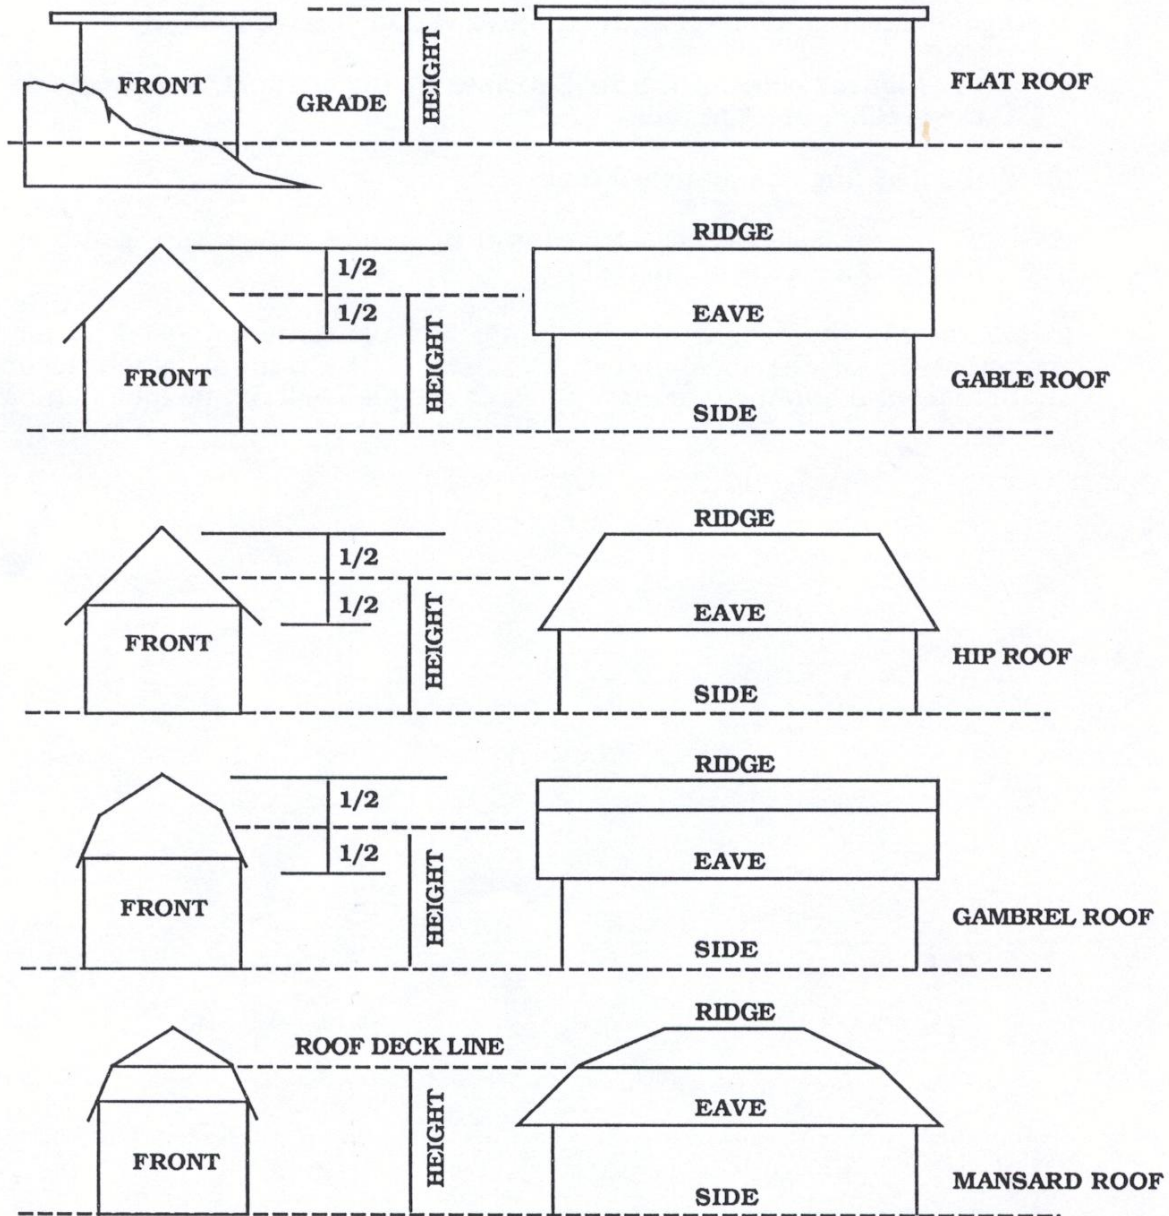 FRONT
GRADE
HEIGHT
FLAT ROOF
RIDGE
1/2
1/2
EAVE
HEIGHT
FRONT
GABLE ROOF
SIDE
RIDGE
1/2
1/2
EAVE
HEIGHT
FRONT
HIP ROOF
SIDE
RIDGE
1/2
1/2
EAVE
HEIGHT
FRONT
GAMBREL ROOF
SIDE
RIDGE
ROOF DECK LINE
EAVE
HEIGHT
FRONT
MANSARD ROOF
SIDE